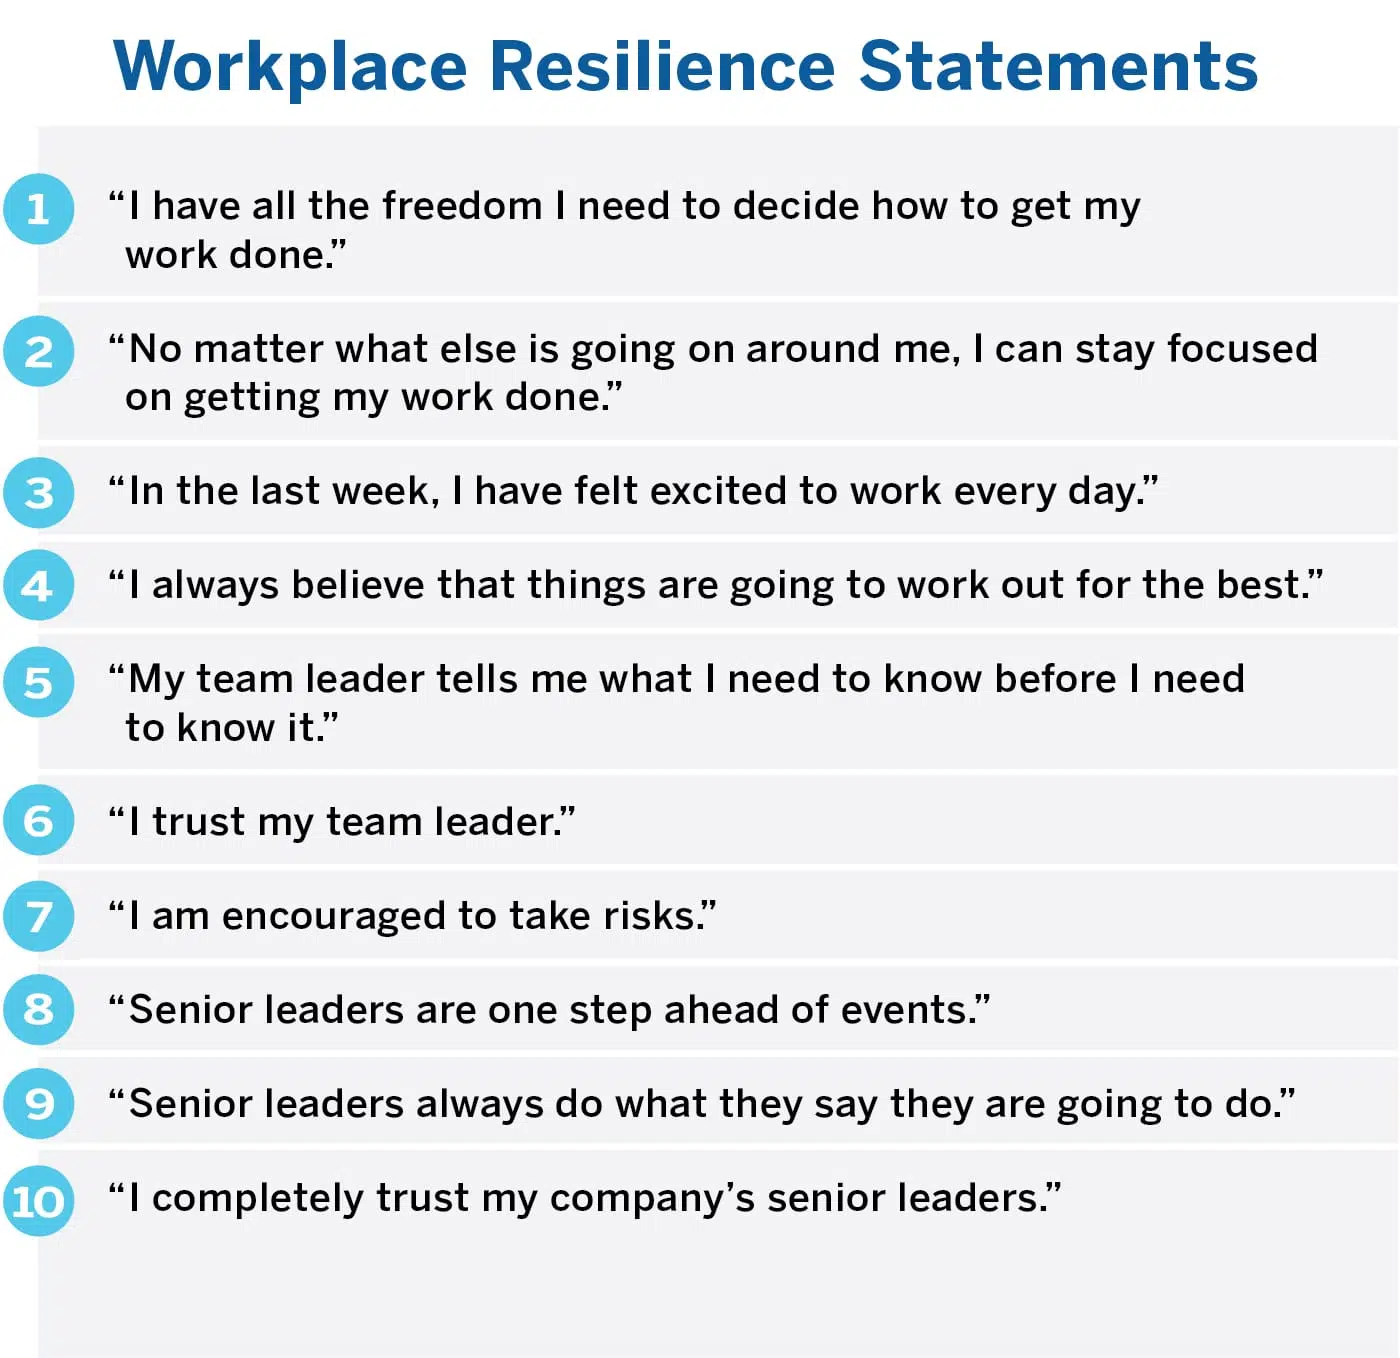 Workplace Resilience Statements
1 “I have all the freedom I need to decide how to get my
work done.”
2 “No matter what else is going on around me, I can stay focused
on getting my work done.”
3 “In the last week, I have felt excited to work every day.”
4 “I always believe that things are going to work out for the best.”
5 “My team leader tells me what I need to know before I need
to know it.”
6 “I trust my team leader.”
7 “I am encouraged to take risks.”
8 “Senior leaders are one step ahead of events.”
9 “Senior leaders always do what they say they are going to do.”
10 “I completely trust my company’s senior leaders.”